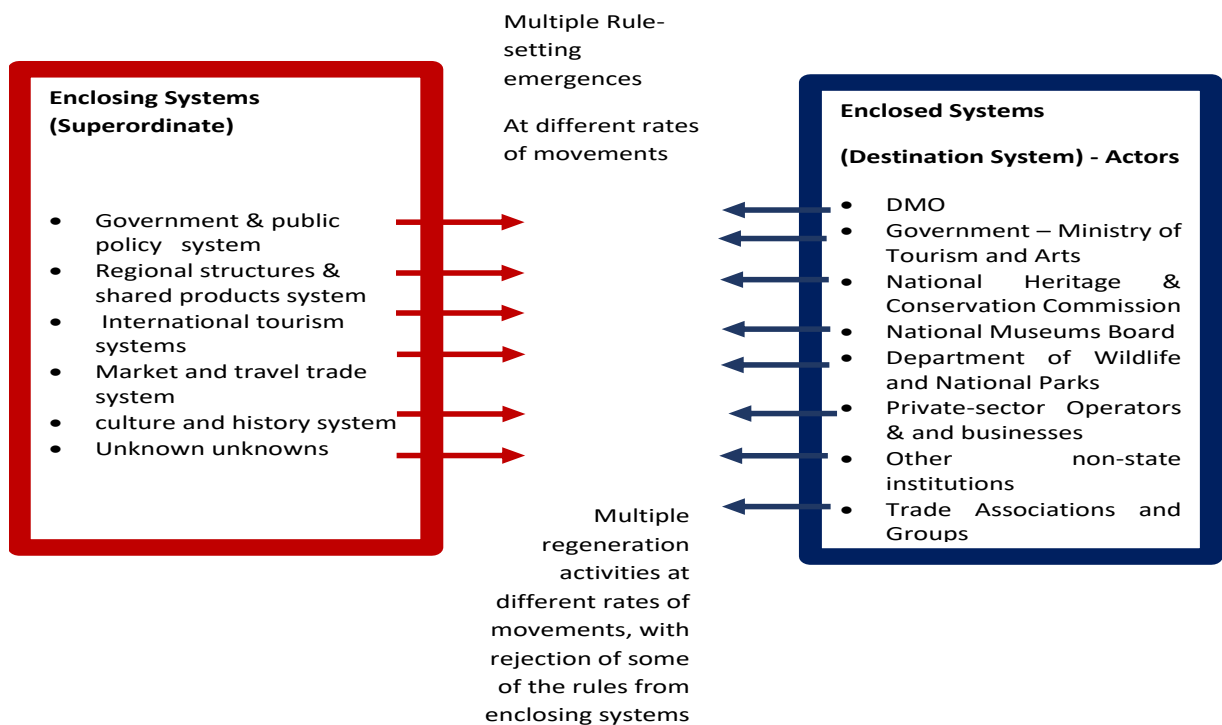 Multiple Rule-
setting
emergences
At different rates
of movements
Enclosing Systems
(Superordinate)
• Government & public
policy system
• Regional structures &
shared products system
• International tourism
systems
• Market and travel trade
system
• culture and history system
• Unknown unknowns
Enclosed Systems
(Destination System) - Actors
• DMO
• Government – Ministry of
Tourism and Arts
• National Heritage &
Conservation Commission
• National Museums Board
• Department of Wildlife
and National Parks
• Private-sector Operators
& and businesses
• Other non-state
institutions
• Trade Associations and
Groups
Multiple
regeneration
activities at
different rates of
movements, with
rejection of some
of the rules from
enclosing systems